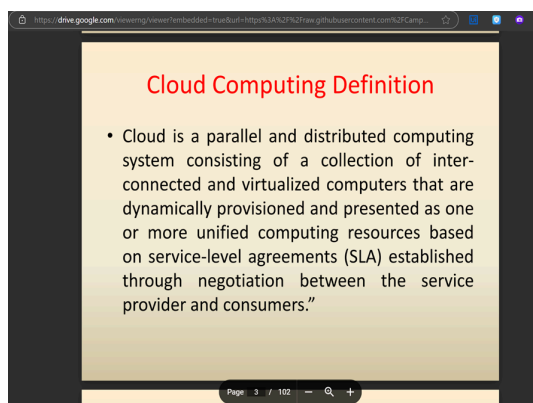 https://drive.google.com/viewerng/viewer?embedded=true&url=https%3A%2F%2Fraw.githubusercontent.com%2FCamp...
Cloud Computing Definition
• Cloud is a parallel and distributed computing
system consisting of a collection of inter-
connected and virtualized computers that are
dynamically provisioned and presented as one
or more unified computing resources based
on service-level agreements (SLA) established
through negotiation between the service
provider and consumers.”
Page 3 / 102